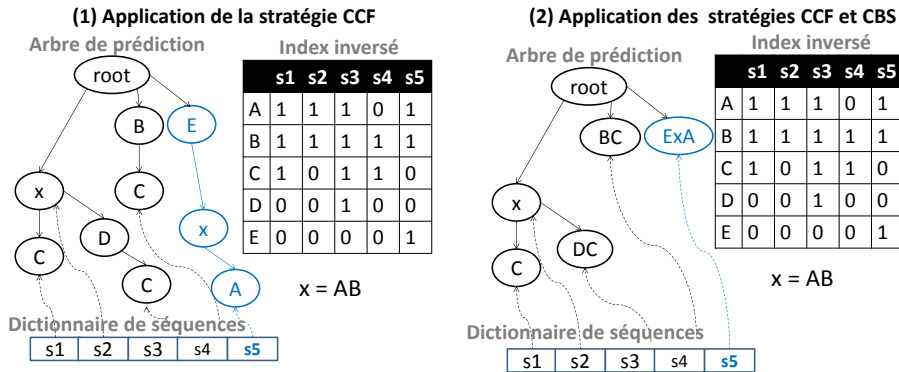 (1) Application de la stratégie CCF
Arbre de prédiction
Index inversé
root
B
E
x
C
x
C
D
C
A
s1 s2 s3 s4 s5
A 1 1 1 0 1
B 1 1 1 1 1
C 1 0 1 1 0
D 0 0 1 0 0
E 0 0 0 0 1
x = AB
Dictionnaire de séquences
s1 s2 s3 s4 s5
(2) Application des stratégies CCF et CBS
Arbre de prédiction
Index inversé
root
BC
ExA
x
C
DC
s1 s2 s3 s4 s5
A 1 1 1 0 1
B 1 1 1 1 1
C 1 0 1 1 0
D 0 0 1 0 0
E 0 0 0 0 1
x = AB
Dictionnaire de séquences
s1 s2 s3 s4 s5